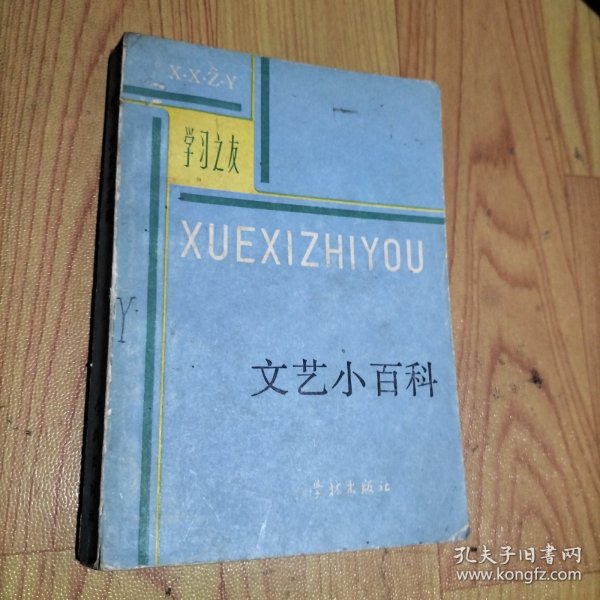 X·X·Z·Y
学习之友
XUEXIZHIYOU
文艺小百科
学林出版社
Y
孔夫子旧书网
www.kongfz.com